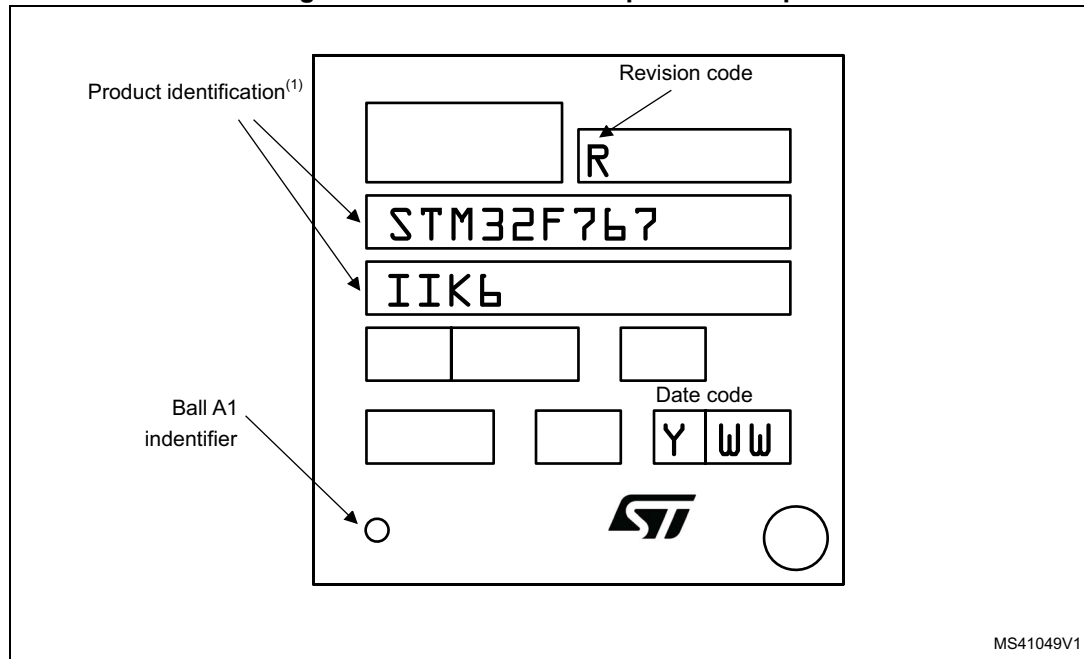 Revision code
Product identification(1)
R
STM32F767
IIK6
Date code
Ball A1
indentifier
Y WW
ST
MS41049V1